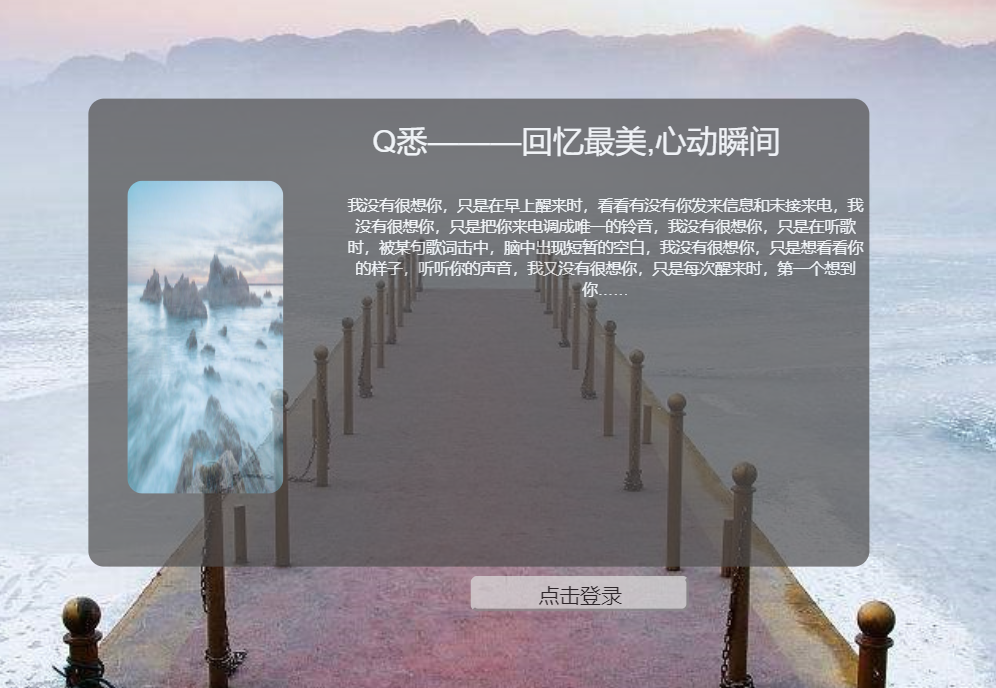 Q悉———回忆最美,心动瞬间
我没有很想你，只是在早上醒来时，看看有没有你发来信息和未接来电，我
没有很想你，只是把你来电调成唯一的铃音，我没有很想你，只是在听歌
时，被某句歌词击中，脑中出现短暂的空白，我没有很想你，只是想看看你
的样子，听听你的声音，我又没有很想你，只是每次醒来时，第一个想到
你……
点击登录